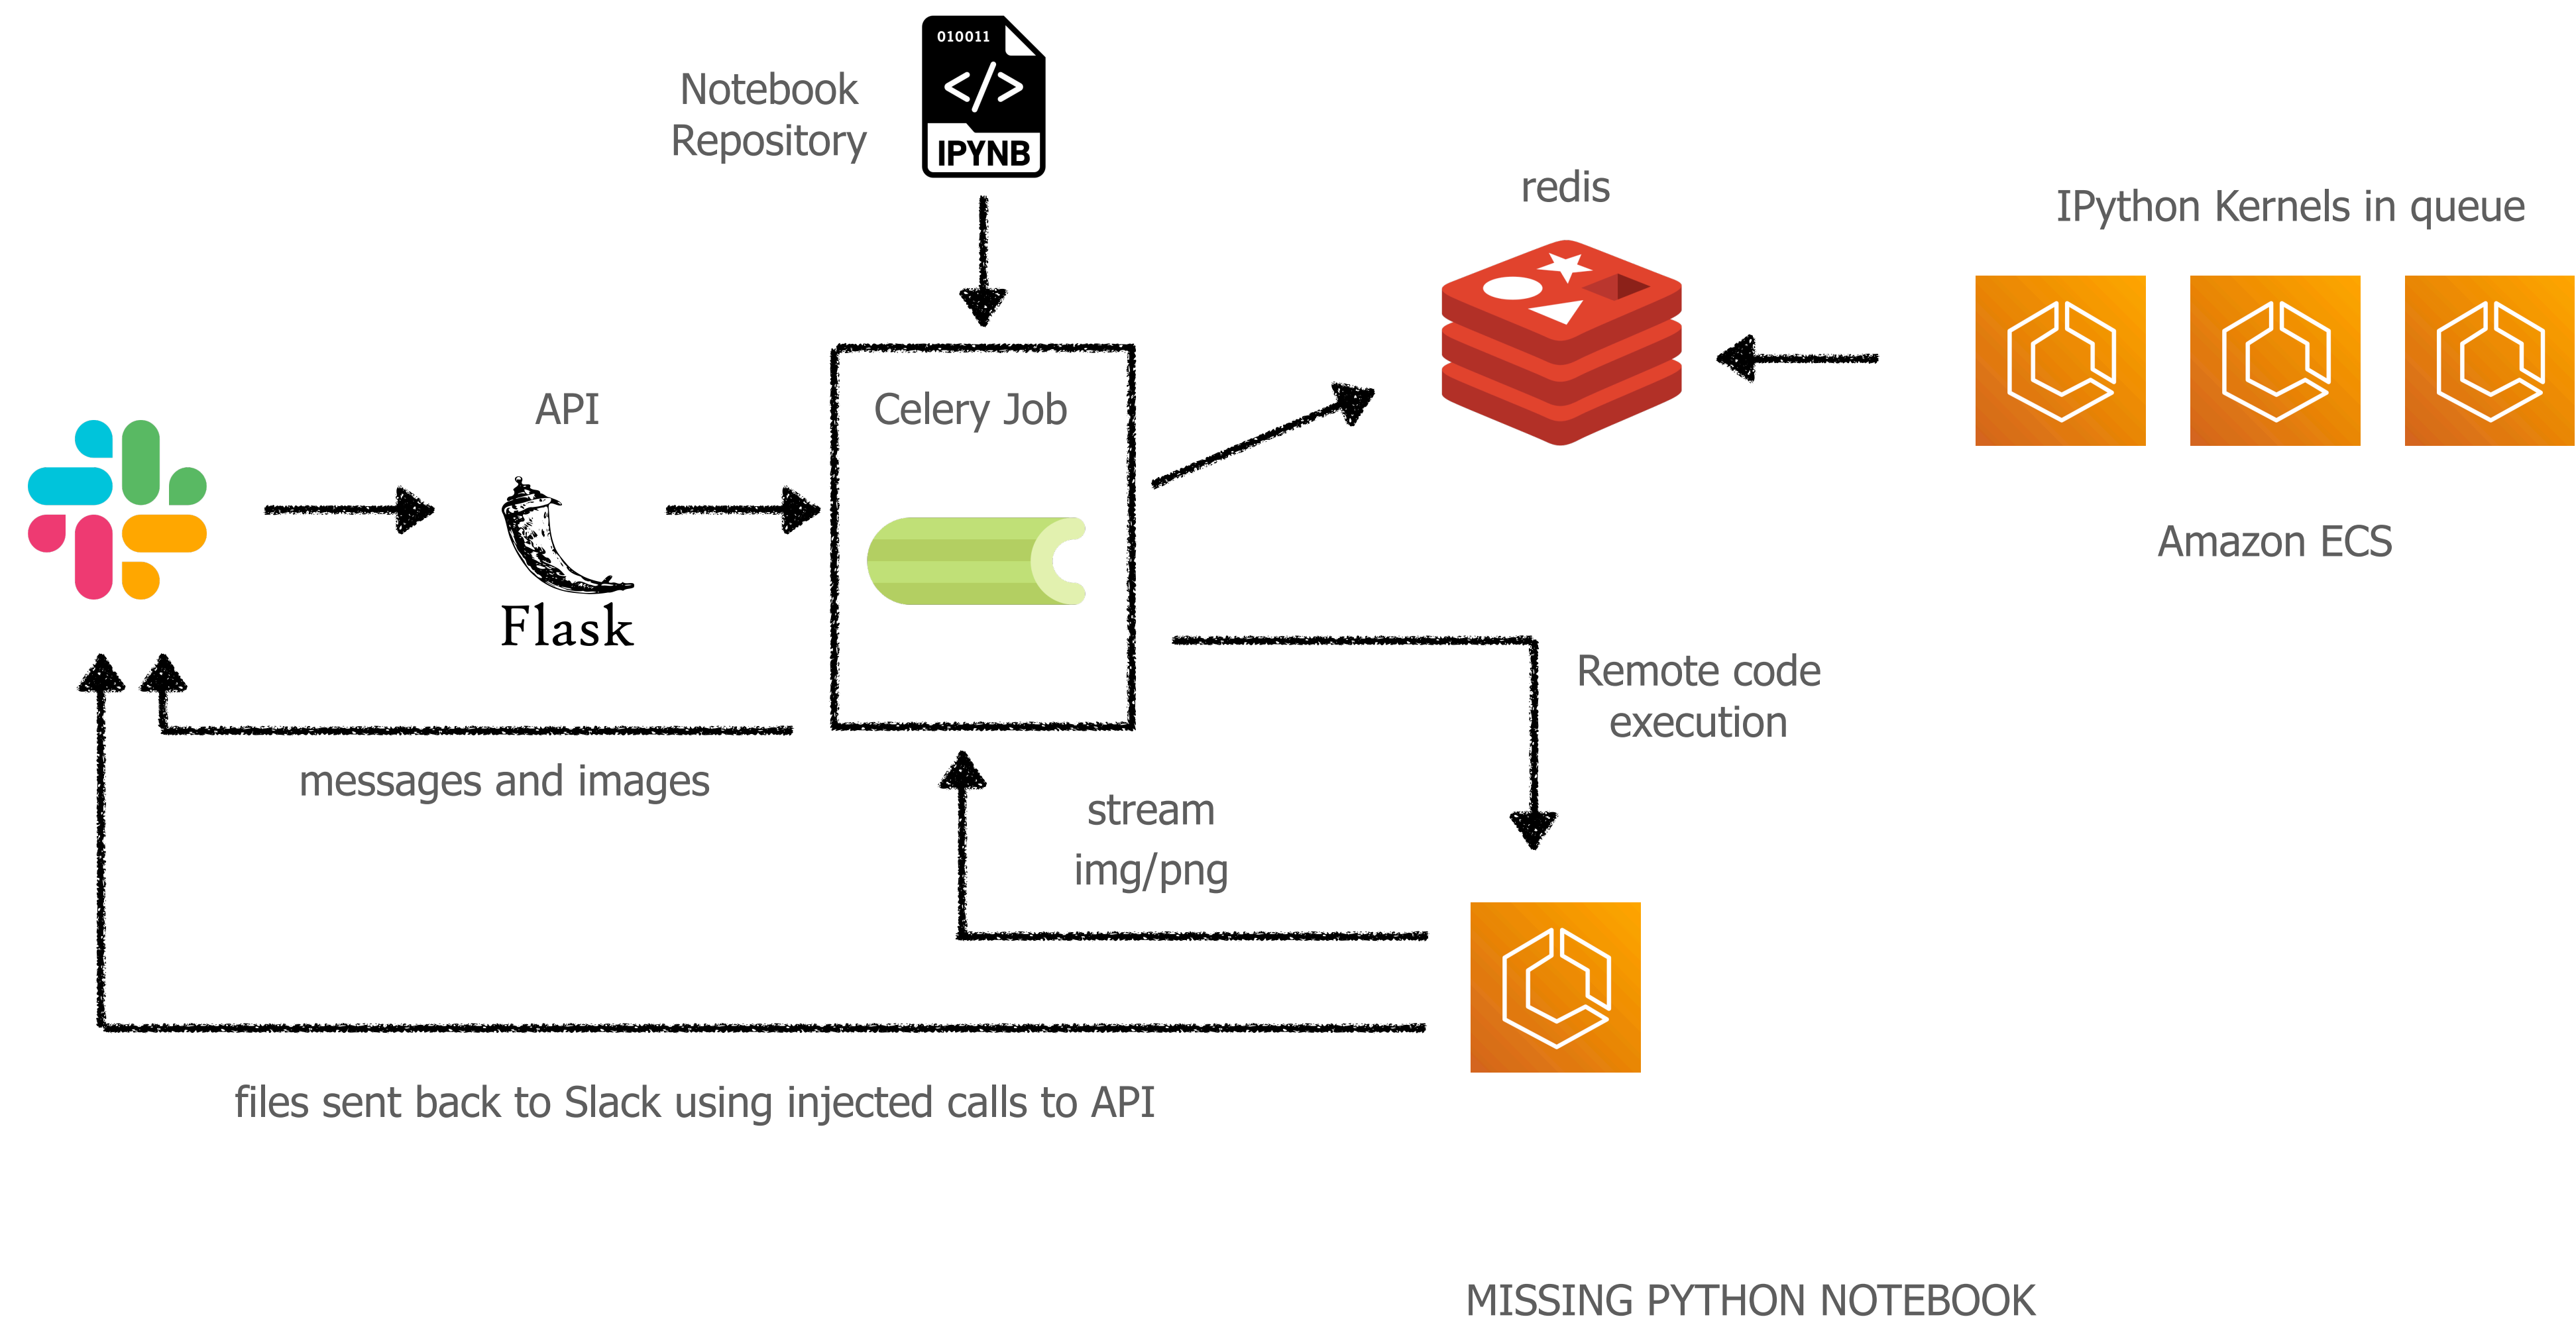 010011
</>
IPYNB
Notebook
Repository
redis
IPython Kernels in queue
API
Celery Job
Flask
Amazon ECS
Remote code
execution
messages and images
stream
img/png
files sent back to Slack using injected calls to API
MISSING PYTHON NOTEBOOK